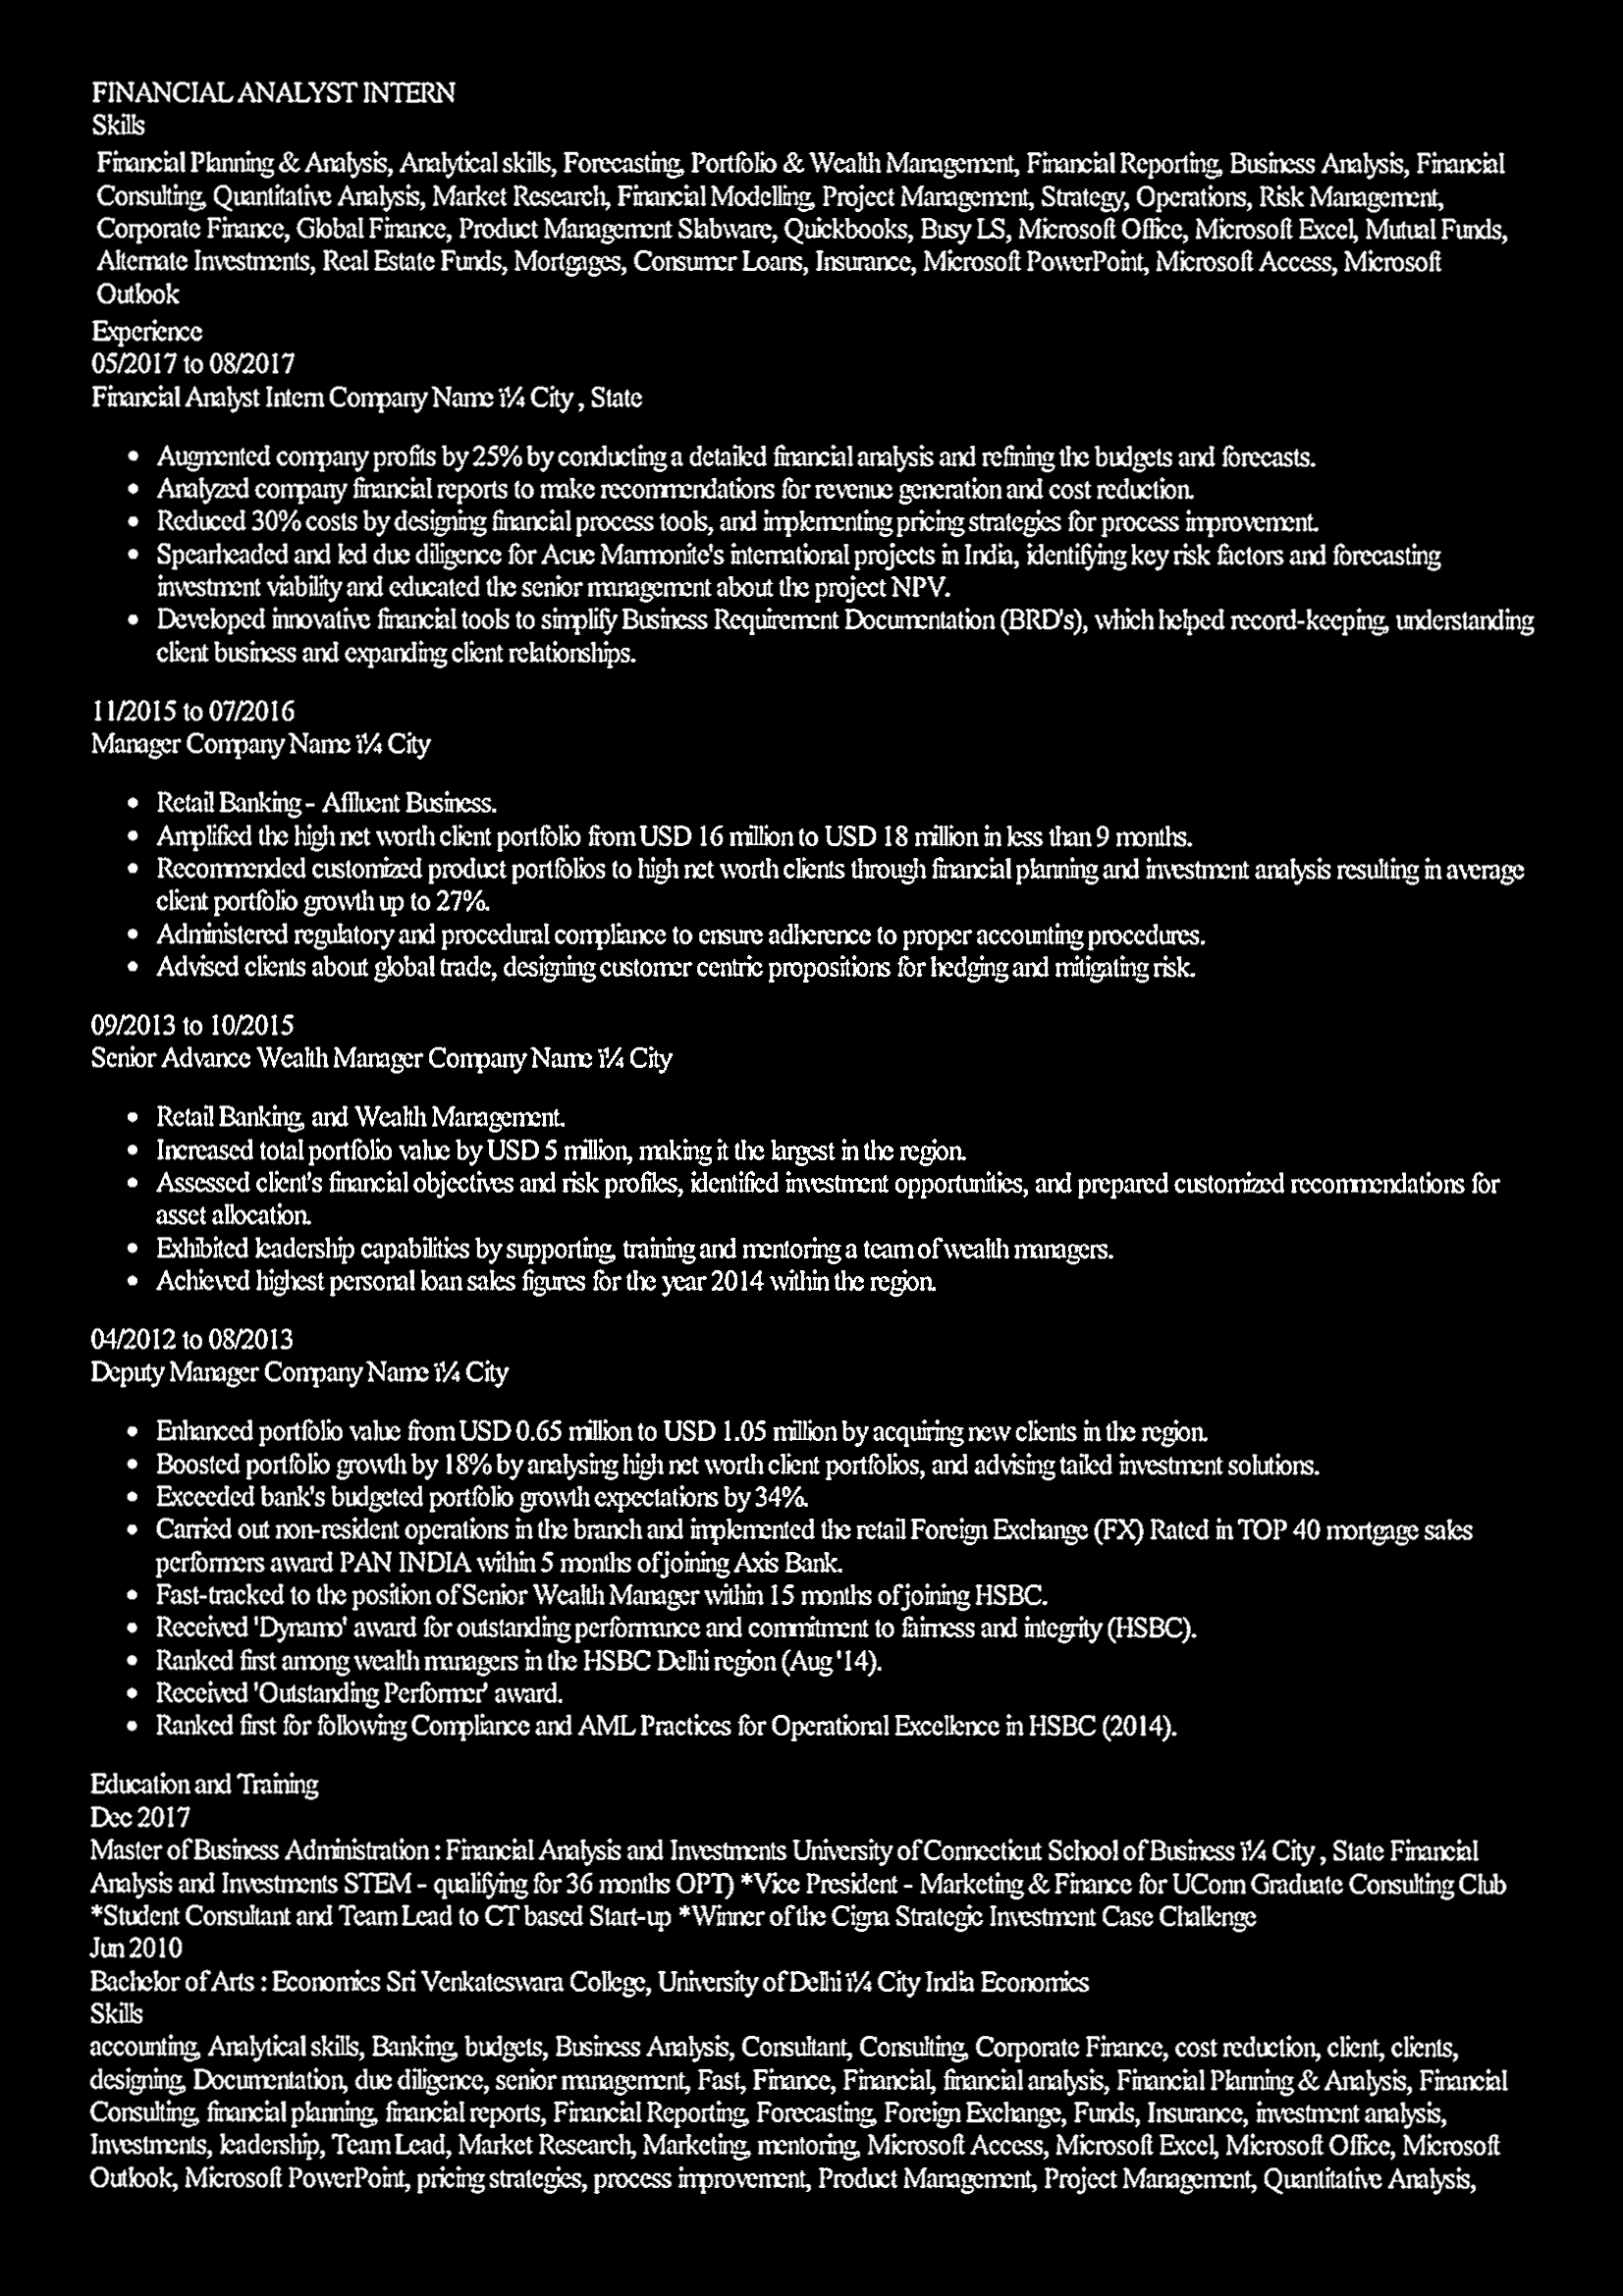 FINANCIAL ANALYST INTERN
Skills
Financial Planning & Analysis, Analytical skills, Forecasting, Portfolio & Wealth Management, Financial Reporting, Business Analysis, Financial
Consulting, Quantitative Analysis, Market Research, Financial Modelling, Project Management, Strategy, Operations, Risk Management,
Corporate Finance, Global Finance, Product Management Slabware, Quickbooks, Busy LS, Microsoft Office, Microsoft Excel, Mutual Funds,
Alternate Investments, Real Estate Funds, Mortgages, Consumer Loans, Insurance, Microsoft PowerPoint, Microsoft Access, Microsoft
Outlook
Experience
05/2017 to 08/2017
Financial Analyst Intern Company Name ï¼ City , State
• Augmented company profits by 25% by conducting a detailed financial analysis and refining the budgets and forecasts.
• Analyzed company financial reports to make recommendations for revenue generation and cost reduction.
• Reduced 30% costs by designing financial process tools, and implementing pricing strategies for process improvement.
• Spearheaded and led due diligence for Acue Marmonite's international projects in India, identifying key risk factors and forecasting
investment viability and educated the senior management about the project NPV.
• Developed innovative financial tools to simplify Business Requirement Documentation (BRD's), which helped record-keeping, understanding
client business and expanding client relationships.
11/2015 to 07/2016
Manager Company Name ï¼ City
• Retail Banking - Affluent Business.
• Amplified the high net worth client portfolio from USD 16 million to USD 18 million in less than 9 months.
• Recommended customized product portfolios to high net worth clients through financial planning and investment analysis resulting in average
client portfolio growth up to 27%.
• Administered regulatory and procedural compliance to ensure adherence to proper accounting procedures.
• Advised clients about global trade, designing customer centric propositions for hedging and mitigating risk.
09/2013 to 10/2015
Senior Advance Wealth Manager Company Name ï¼ City
• Retail Banking, and Wealth Management.
• Increased total portfolio value by USD 5 million, making it the largest in the region.
• Assessed client's financial objectives and risk profiles, identified investment opportunities, and prepared customized recommendations for
asset allocation.
• Exhibited leadership capabilities by supporting, training and mentoring a team of wealth managers.
• Achieved highest personal loan sales figures for the year 2014 within the region.
04/2012 to 08/2013
Deputy Manager Company Name ï¼ City
• Enhanced portfolio value from USD 0.65 million to USD 1.05 million by acquiring new clients in the region.
• Boosted portfolio growth by 18% by analysing high net worth client portfolios, and advising tailed investment solutions.
• Exceeded bank's budgeted portfolio growth expectations by 34%.
• Carried out non-resident operations in the branch and implemented the retail Foreign Exchange (FX) Rated in TOP 40 mortgage sales
performers award PAN INDIA within 5 months of joining Axis Bank.
• Fast-tracked to the position of Senior Wealth Manager within 15 months of joining HSBC.
• Received 'Dynamo' award for outstanding performance and commitment to fairness and integrity (HSBC).
• Ranked first among wealth managers in the HSBC Delhi region (Aug '14).
• Received 'Outstanding Performer' award.
• Ranked first for following Compliance and AML Practices for Operational Excellence in HSBC (2014).
Education and Training
Dec 2017
Master of Business Administration : Financial Analysis and Investments University of Connecticut School of Business ï¼ City , State Financial
Analysis and Investments STEM - qualifying for 36 months OPT) *Vice President - Marketing & Finance for UConn Graduate Consulting Club
*Student Consultant and Team Lead to CT based Start-up *Winner of the Cigna Strategic Investment Case Challenge
Jun 2010
Bachelor of Arts : Economics Sri Venkateswara College, University of Delhi ï¼ City India Economics
Skills
accounting, Analytical skills, Banking, budgets, Business Analysis, Consultant, Consulting, Corporate Finance, cost reduction, client, clients,
designing, Documentation, due diligence, senior management, Fast, Finance, Financial, financial analysis, Financial Planning & Analysis, Financial
Consulting, financial planning, financial reports, Financial Reporting, Forecasting, Foreign Exchange, Funds, Insurance, investment analysis,
Investments, leadership, Team Lead, Market Research, Marketing, mentoring, Microsoft Access, Microsoft Excel, Microsoft Office, Microsoft
Outlook, Microsoft PowerPoint, pricing strategies, process improvement, Product Management, Project Management, Quantitative Analysis,